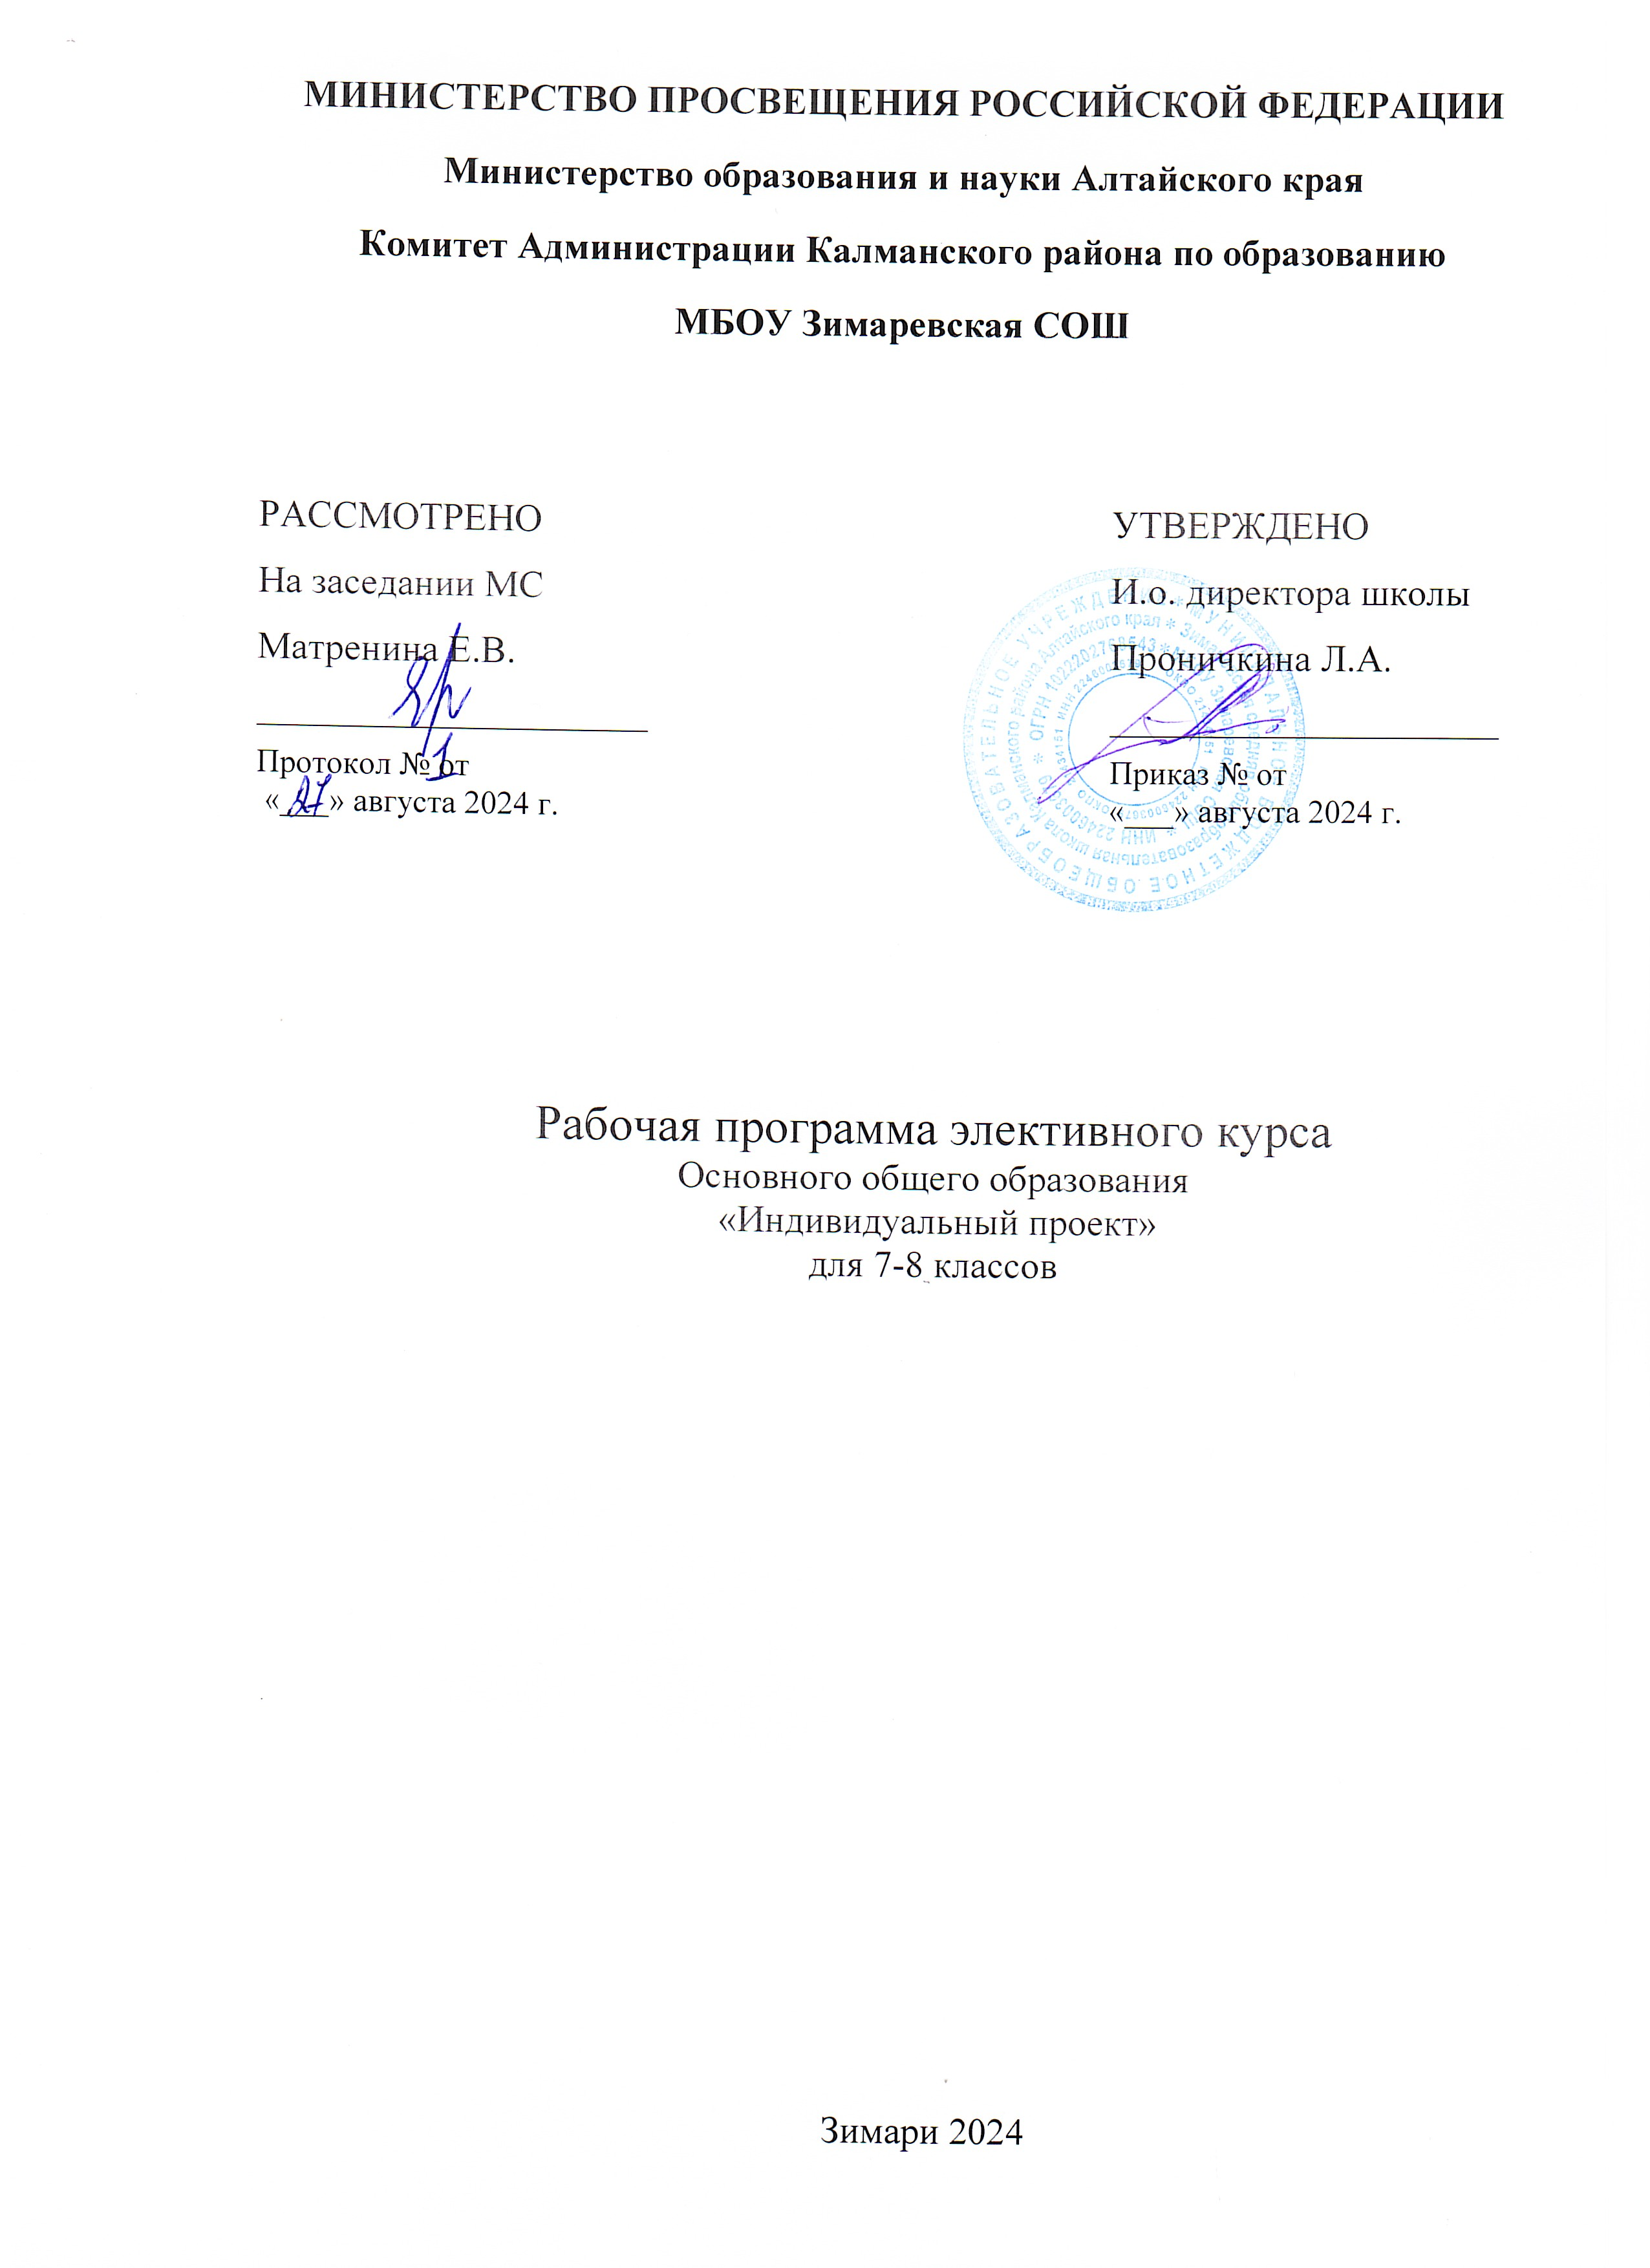 МИНИСТЕРСТВО ПРОСВЕЩЕНИЯ РОССИЙСКОЙ ФЕДЕРАЦИИ
Министерство образования и науки Алтайского края
Комитет Администрации Калманского района по образованию
МБОУ Зимаревская СОШ
РАССМОТРЕНО
На заседании МС
Матренина Е.В.
Протокол № 1 от
«27» августа 2024 г.
УТВЕРЖДЕНО
И.о. директора школы
Проничкина Л.А.
Приказ № от
«___» августа 2024 г.
Рабочая программа элективного курса
Основного общего образования
«Индивидуальный проект»
для 7-8 классов
Зимари 2024